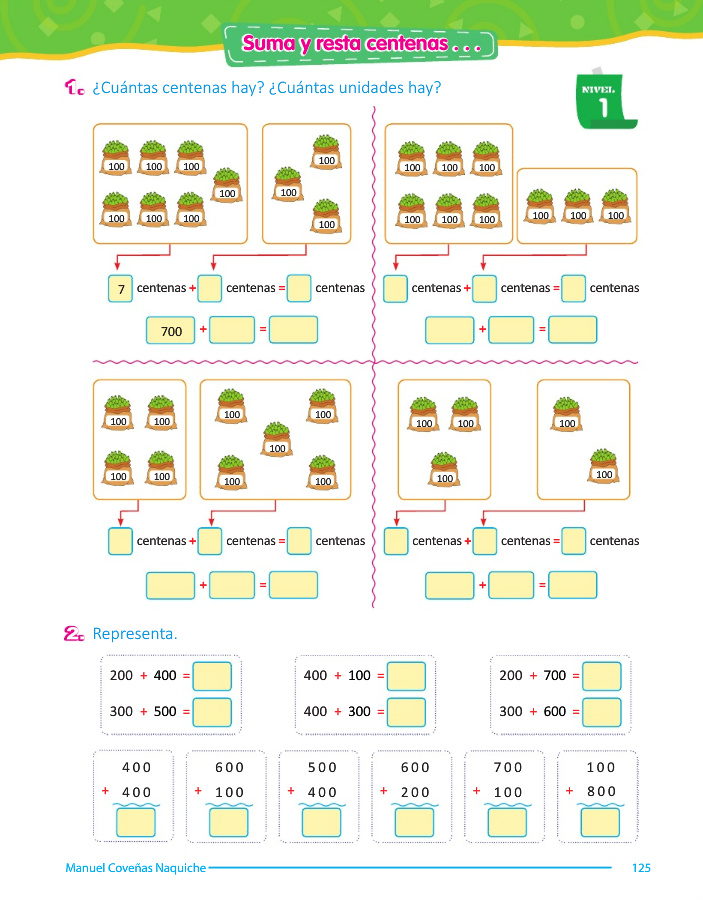 Suma y resta centenas . . .
1. ¿Cuántas centenas hay? ¿Cuántas unidades hay?
NIVEL
1
100 100 100 100
100 100 100
100
100
100
7 centenas + centenas = centenas
700 + =
100 100 100
100 100 100
100 100 100
centenas + centenas = centenas
+ =
100 100
100 100
100 100
100
100 100
centenas + centenas = centenas
+ =
100 100
100
100
100
centenas + centenas = centenas
+ =
2. Representa.
200 + 400 =
300 + 500 =
400 + 100 =
400 + 300 =
200 + 700 =
300 + 600 =
400
+ 400
600
+ 100
500
+ 400
600
+ 200
700
+ 100
100
+ 800
Manuel Coveñas Naquiche
125